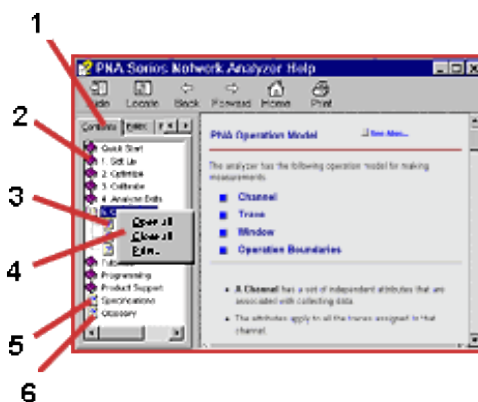 1
PNA Series Network Analyzer Help
Hide Locate Back Forward Home Print
2
Contents Index
PNA Operation Model
See Also...
Quick Start
1. Set Up
2. Optimize
3. Calibrate
4. Analyze Data
The analyzer has the following operation model for making
measurements.
3
Open all
Close all
Print...
4
Channel
Trace
Window
Operation Boundaries
Tutorials
Programming
Product Support
Specifications
Glossary
5
A Channel has a set of independent attributes that are
associated with collecting data.
The attributes apply to all the traces assigned to that
channel.
6